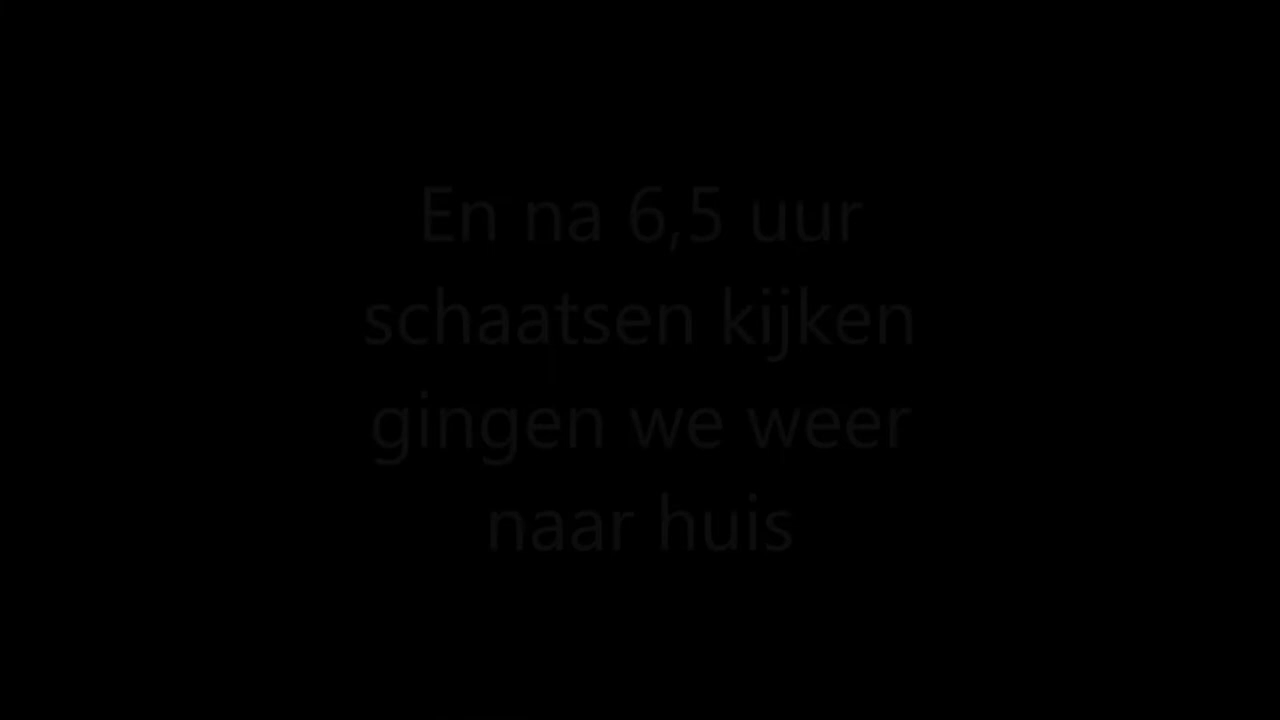 En na 6,5 uur
schaatsen kijken
gingen we weer
naar huis